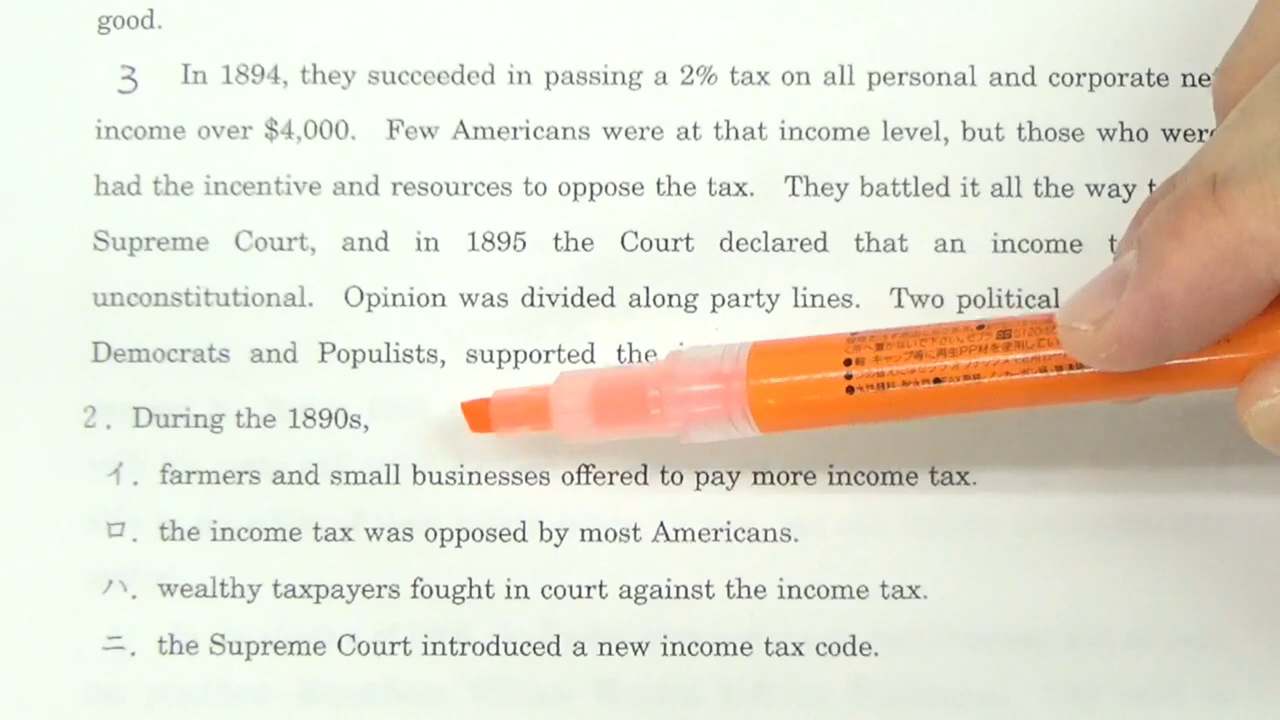 good.
3 In 1894, they succeeded in passing a 2% tax on all personal and corporate
income over $4,000. Few Americans were at that income level, but those who were
had the incentive and resources to oppose the tax. They battled it all the way
Supreme Court, and in 1895 the Court declared that an income
unconstitutional. Opinion was divided along party lines. Two political
Democrats and Populists, supported the
2. During the 1890s,
イ. farmers and small businesses offered to pay more income tax.
ロ. the income tax was opposed by most Americans.
ハ. wealthy taxpayers fought in court against the income tax.
ニ. the Supreme Court introduced a new income tax code.